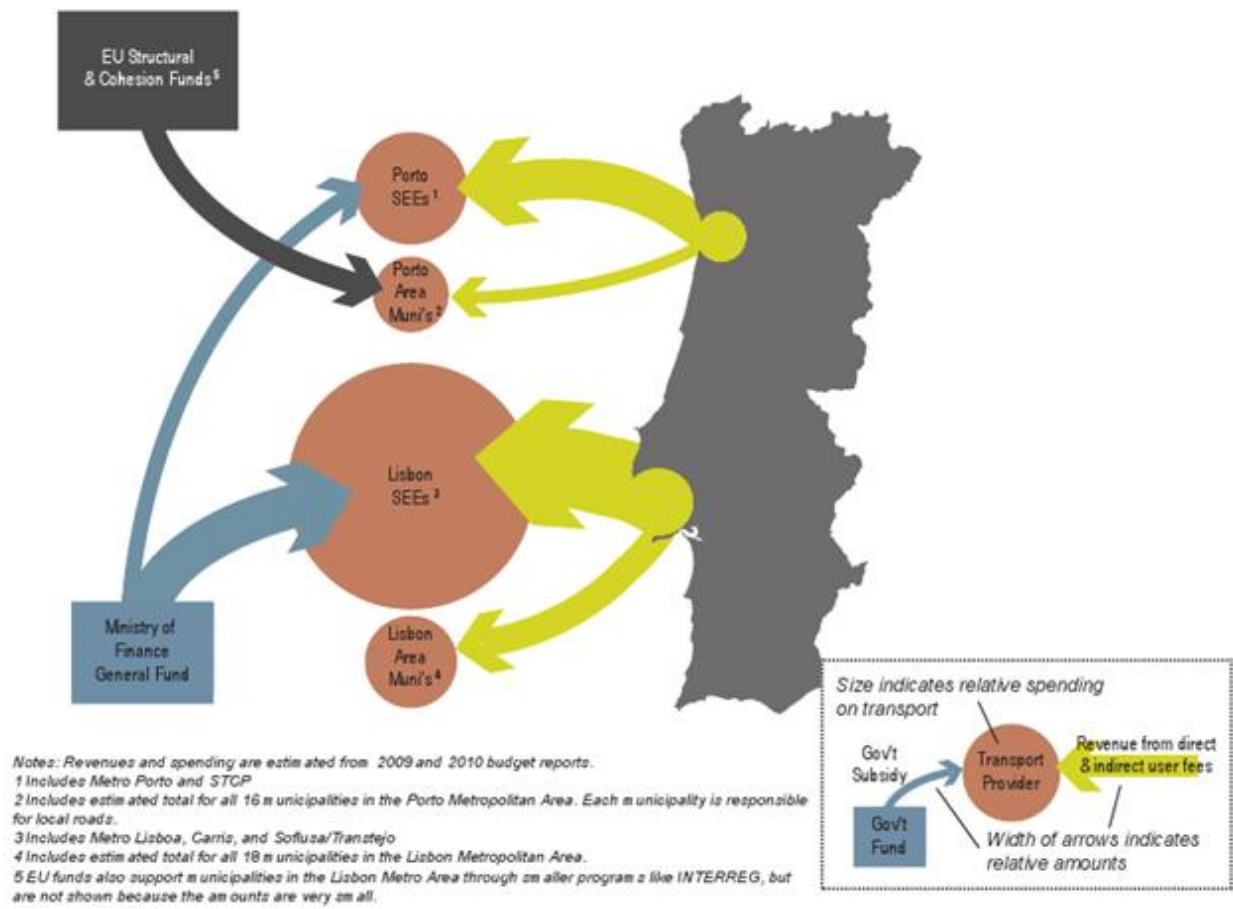 EU Structural
& Cohesion Funds 5
Porto
SEEs 1
Porto
Area
Muni's 2
Lisbon
SEEs 3
Ministry of
Finance
General Fund
Lisbon
Area
Muni's 4
Size indicates relative spending
on transport
Gov't
Subsidy
Transport
Provider
Revenue from direct
& indirect user fees
Gov't
Fund
Width of arrows indicates
relative amounts
Notes: Revenues and spending are estimated from 2009 and 2010 budget reports.
1 Includes Metro Porto and STCP
2 Includes estimated total for all 16 municipalities in the Porto Metropolitan Area. Each municipality is responsible
for local roads.
3 Includes Metro Lisboa, Carris, and Soflusa/Transtejo
4 Includes estimated total for all 18 municipalities in the Lisbon Metropolitan Area.
5 EU funds also support municipalities in the Lisbon Metro Area through smaller programs like INTERREG, but
are not shown because the amounts are very small.